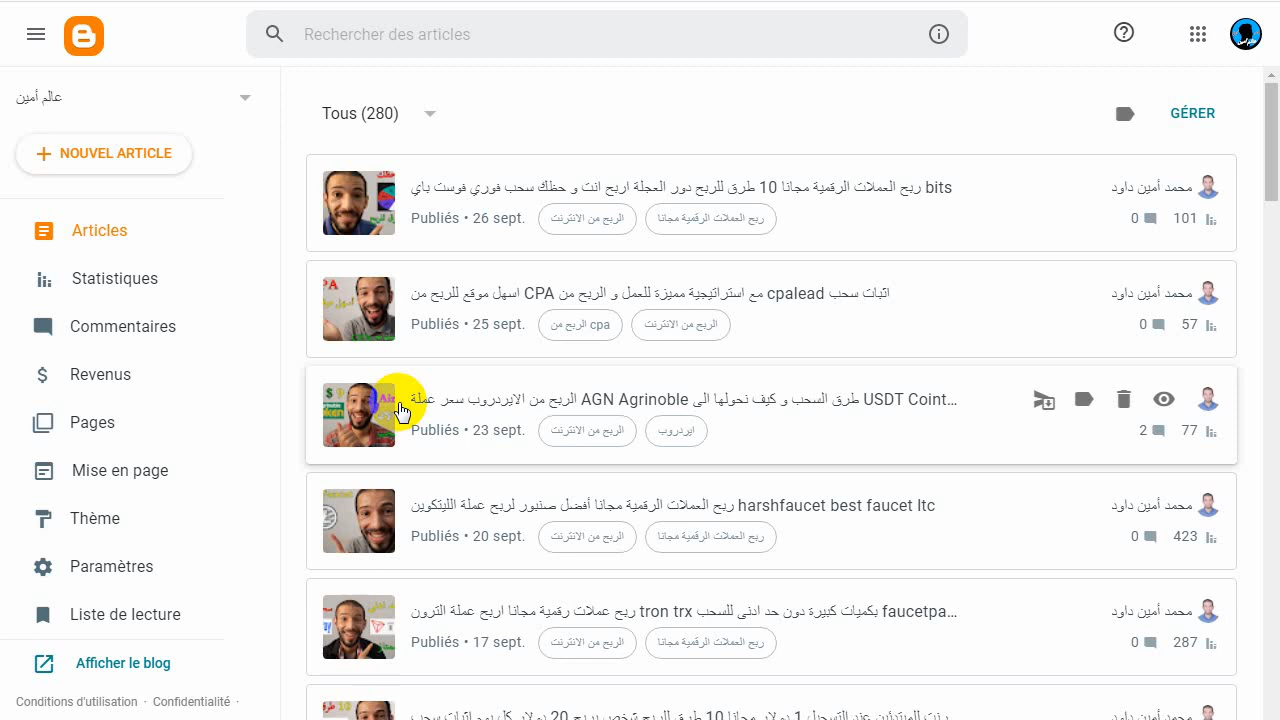 Rechercher des articles
عالم أمين
Tous (280)
GÉRER
NOUVEL ARTICLE
Articles
Statistiques
Commentaires
Revenus
Pages
Mise en page
Thème
Paramètres
Liste de lecture
Afficher le blog
Conditions d'utilisation · Confidentialité ·
ربح العملات الرقمية مجانا 10 طرق للربح دور العجلة اربح انت و حظك سحب فوري فوست باي bits
محمد أمين داود
Publiés • 26 sept. الربح من الانترنت ربح العملات الرقمية مجانا
0 101
اسهل موقع للربح من CPA مع استراتيجية مميزة للعمل و الربح من cpalead اثبات سحب
محمد أمين داود
Publiés • 25 sept. الربح من cpa الربح من الانترنت
0 57
الربح من الايردروب سعر عملة AGN Agrinoble طرق السحب و كيف نحولها الى USDT Coint...
Publiés • 23 sept. الربح من الانترنت ايردروب
2 77
ربح العملات الرقمية مجانا أفضل صنبور لربح عملة الليتكوين harshfaucet best faucet ltc
محمد أمين داود
Publiés • 20 sept. الربح من الانترنت ربح العملات الرقمية مجانا
0 423
ربح عملات رقمية مجانا اربح عملة الترون tron trx بكميات كبيرة دون حد ادنى للسحب faucetpa...
محمد أمين داود
Publiés • 17 sept. الربح من الانترنت ربح العملات الرقمية مجانا
0 287